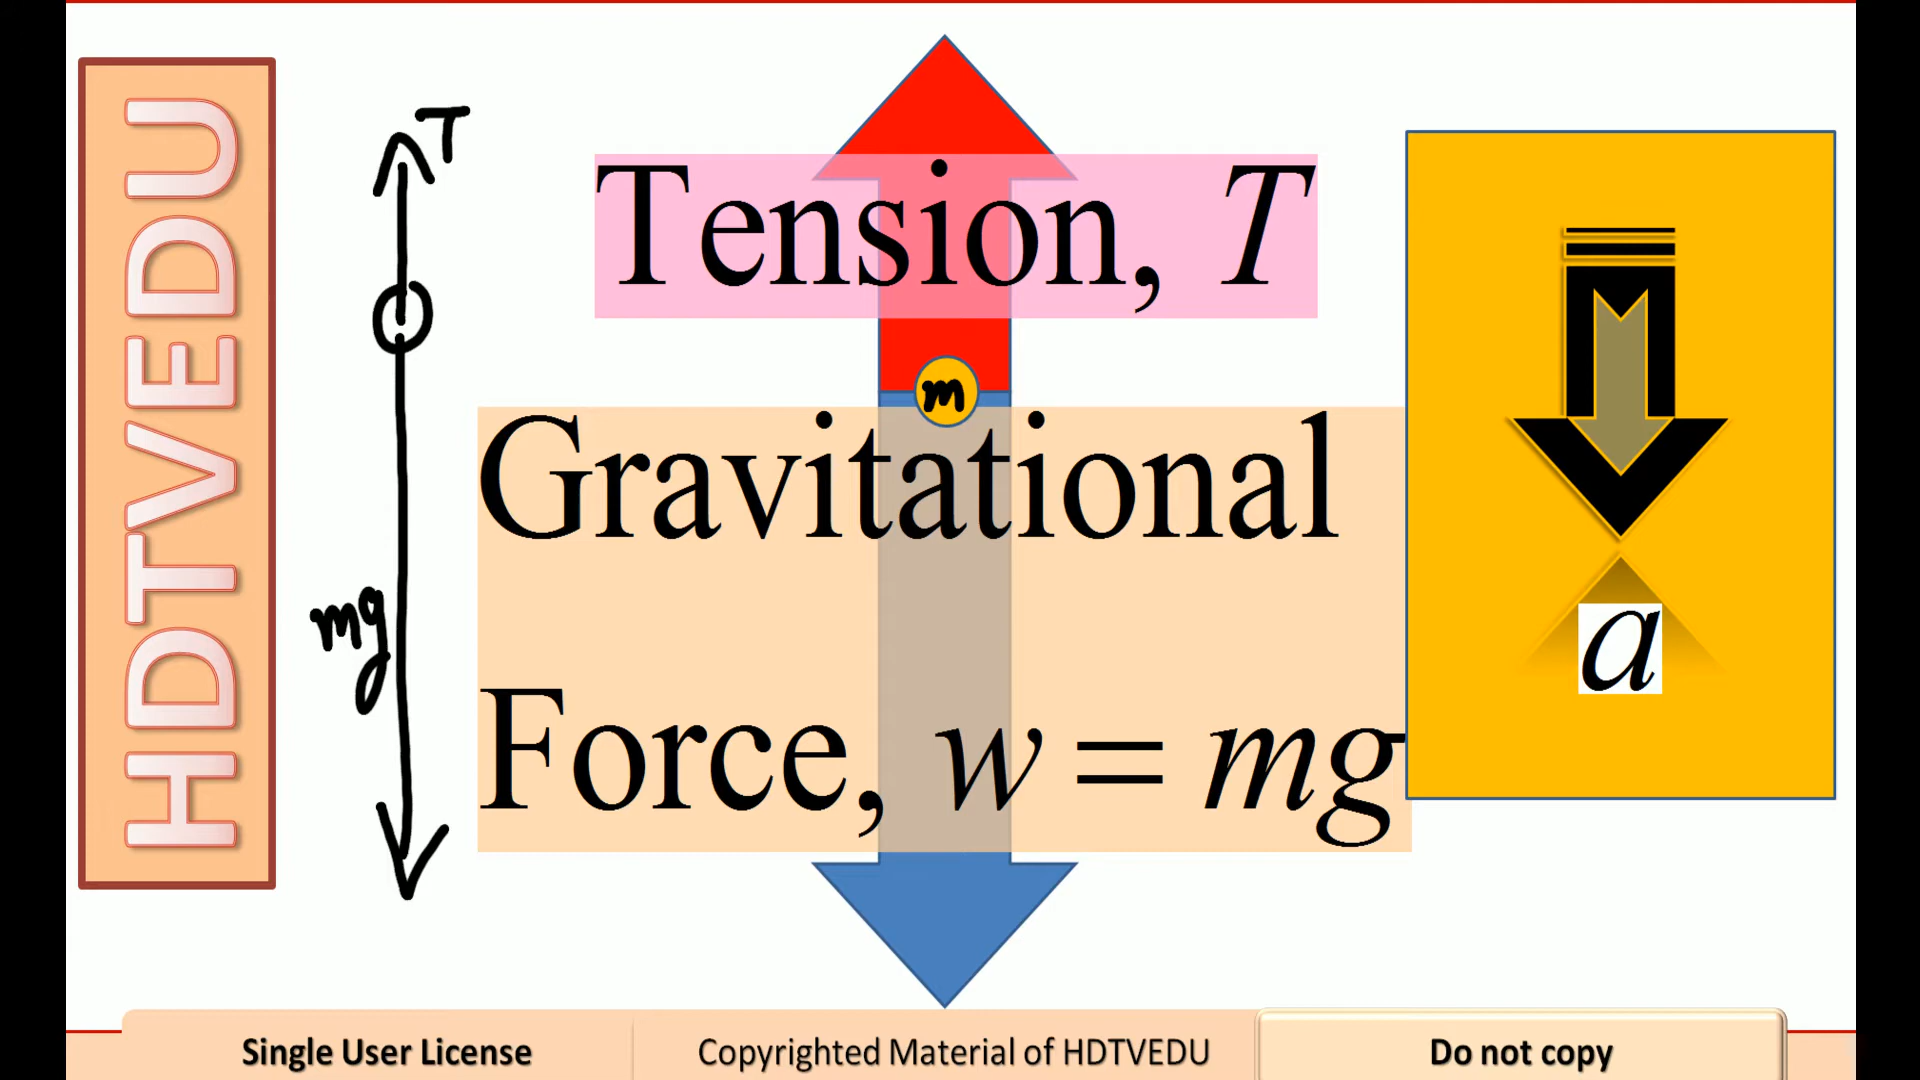 HDTVEDU
T
mg
Tension, T
m
Gravitational
Force, w = mg
a
Single User License
Copyrighted Material of HDTVEDU
Do not copy